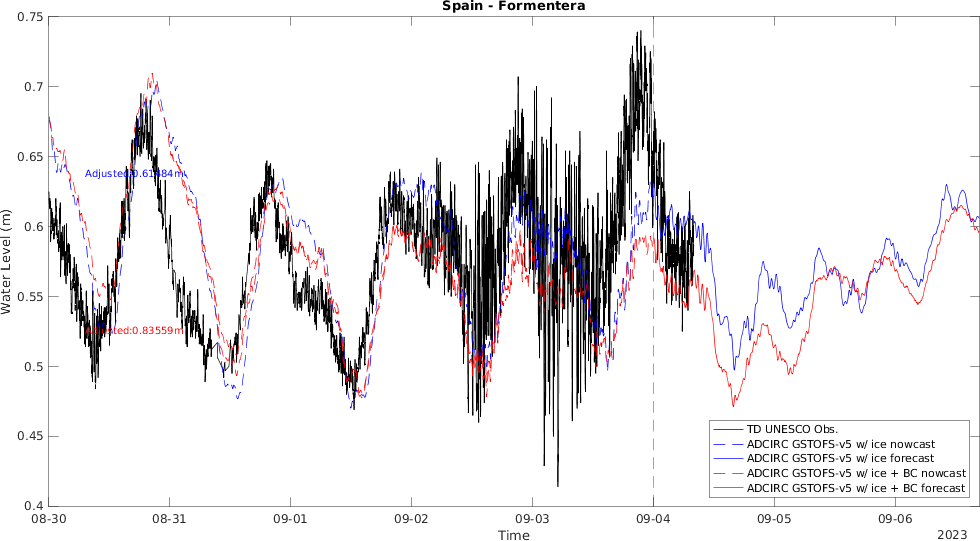 Spain - Formentera
0.75
0.7
0.65
0.6
0.55
0.5
0.45
0.4
Water Level (m)
Adjusted:0.61484m
Adjusted:0.83559m
TD UNESCO Obs.
ADCIRC GSTOFS-v5 w/ ice nowcast
ADCIRC GSTOFS-v5 w/ ice forecast
ADCIRC GSTOFS-v5 w/ ice + BC nowcast
ADCIRC GSTOFS-v5 w/ ice + BC forecast
08-30
08-31
09-01
09-02
09-03
09-04
09-05
09-06
Time
2023